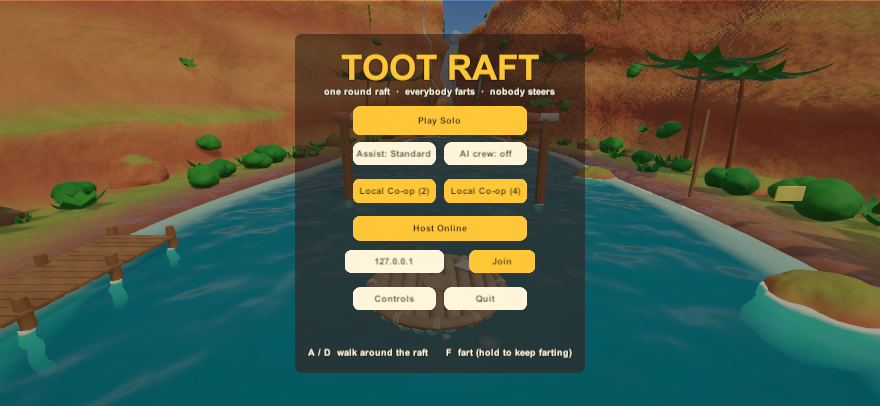 TOOT RAFT
one round raft · everybody farts · nobody steers
Play Solo
Assist: Standard
AI crew: off
Local Co-op (2)
Local Co-op (4)
Host Online
127.0.0.1
Join
Controls
Quit
A / D walk around the raft F fart (hold to keep farting)